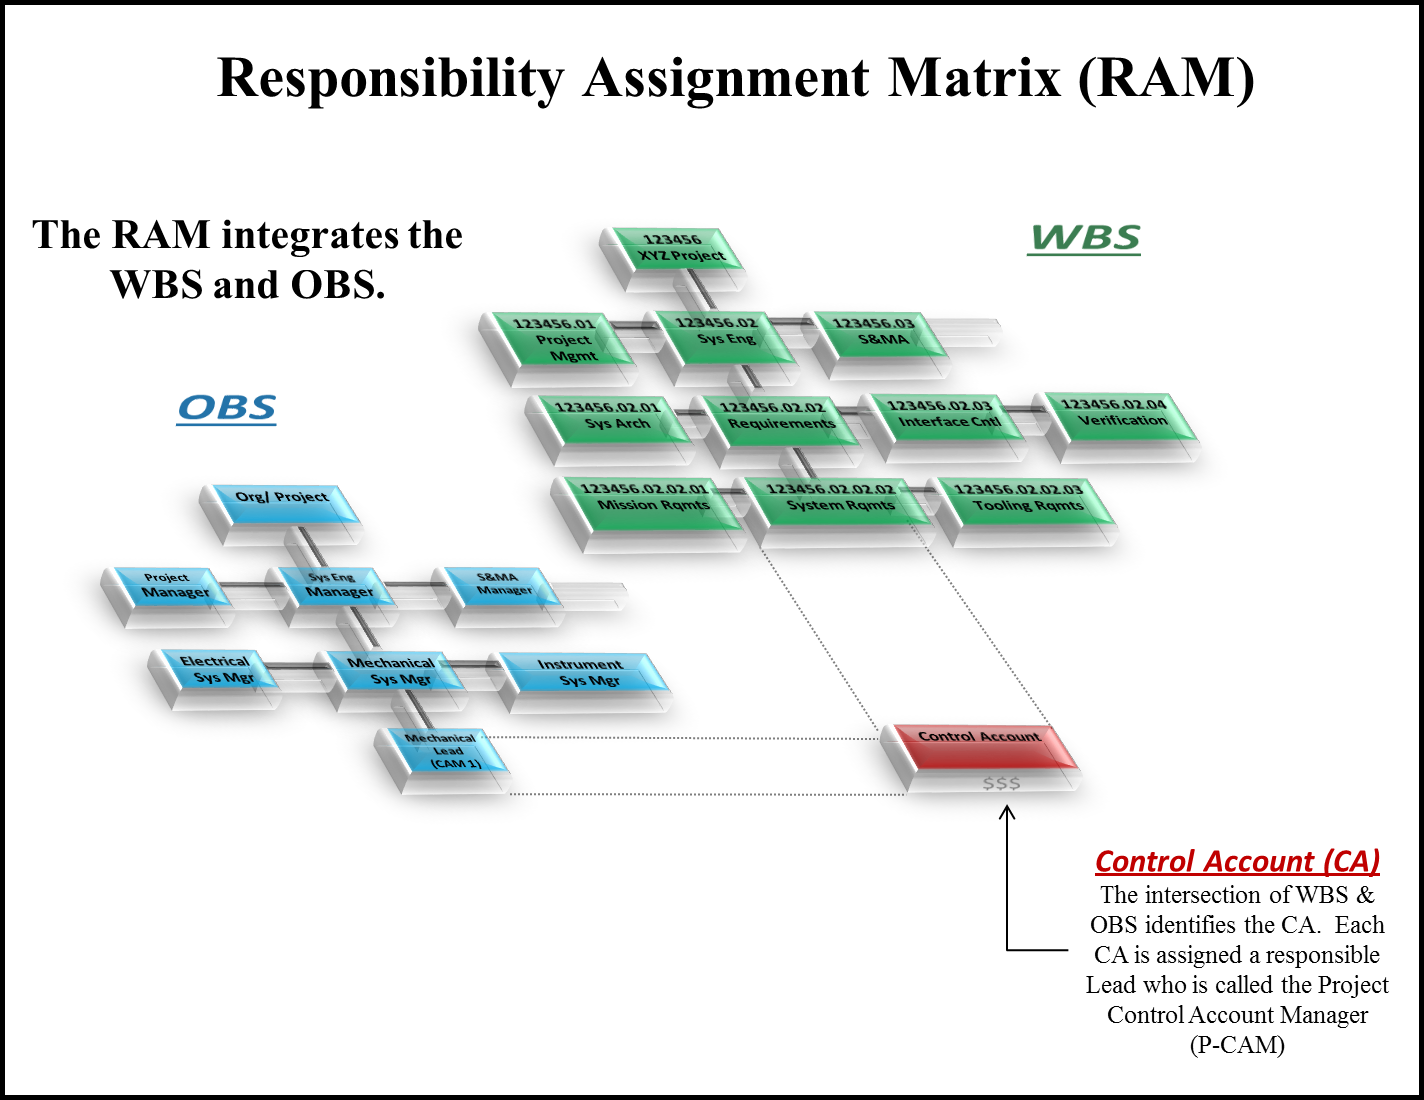 Responsibility Assignment Matrix (RAM)
The RAM integrates the
WBS and OBS.
WBS
123456
XYZ Project
123456.01
Project
Mgmt
123456.02
Sys Eng
123456.03
S&MA
123456.02.01
Sys Arch
123456.02.02
Requirements
123456.02.03
Interface Cntl
123456.02.04
Verification
123456.02.02.01
Mission Rqmts
123456.02.02.02
System Rqmts
123456.02.02.03
Tooling Rqmts
OBS
Org/ Project
Project
Manager
Sys Eng
Manager
S&MA
Manager
Electrical
Sys Mgr
Mechanical
Sys Mgr
Instrument
Sys Mgr
Mechanical
Lead
(CAM 1)
Control Account
$$$
Control Account (CA)
The intersection of WBS &
OBS identifies the CA.  Each
CA is assigned a responsible
Lead who is called the Project
Control Account Manager
(P-CAM)